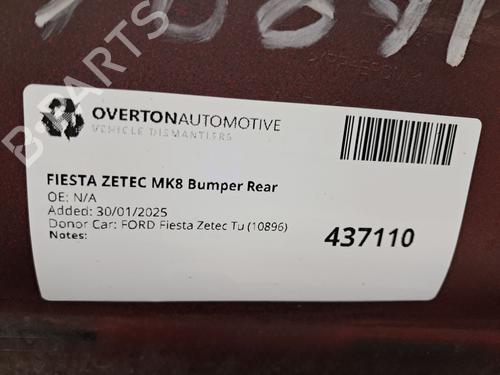 OVERTONAUTOMOTIVE
VEHICLE DISMANTLERS
FIESTA ZETEC MK8 Bumper Rear
OE: N/A
Added: 30/01/2025
Donor Car: FORD Fiesta Zetec Tu (10896)
Notes:
437110
B-PARTS